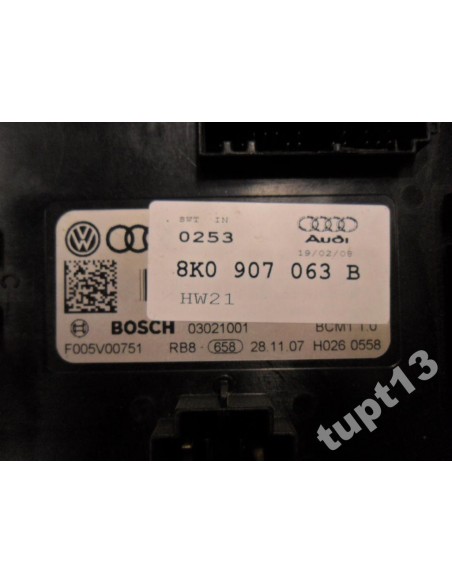 SWT IN
0253
Audi
19/02/08
8K0 907 063 B
HW21
BOSCH 03021001 BCM1 1.0
F005V00751 RB8- 658 28.11.07 H026 0558
tupt13